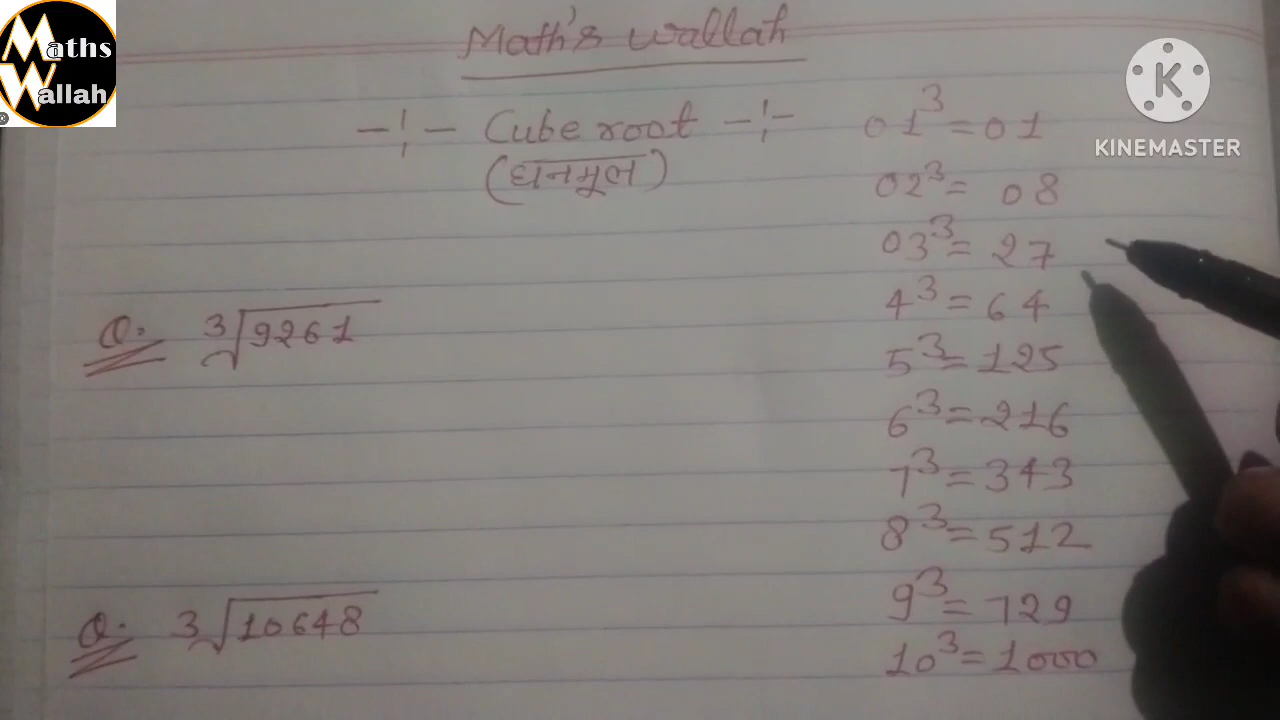 Maths
Wallah
Math's wallah
KINEMASTER
-:- Cube root -:-
(घनमूल)
01³ = 01
02³ = 08
03³ = 27
4³ = 64
5³ = 125
6³ = 216
7³ = 343
8³ = 512
9³ = 729
10³ = 1000
Q. ³√9261
Q. ³√10648